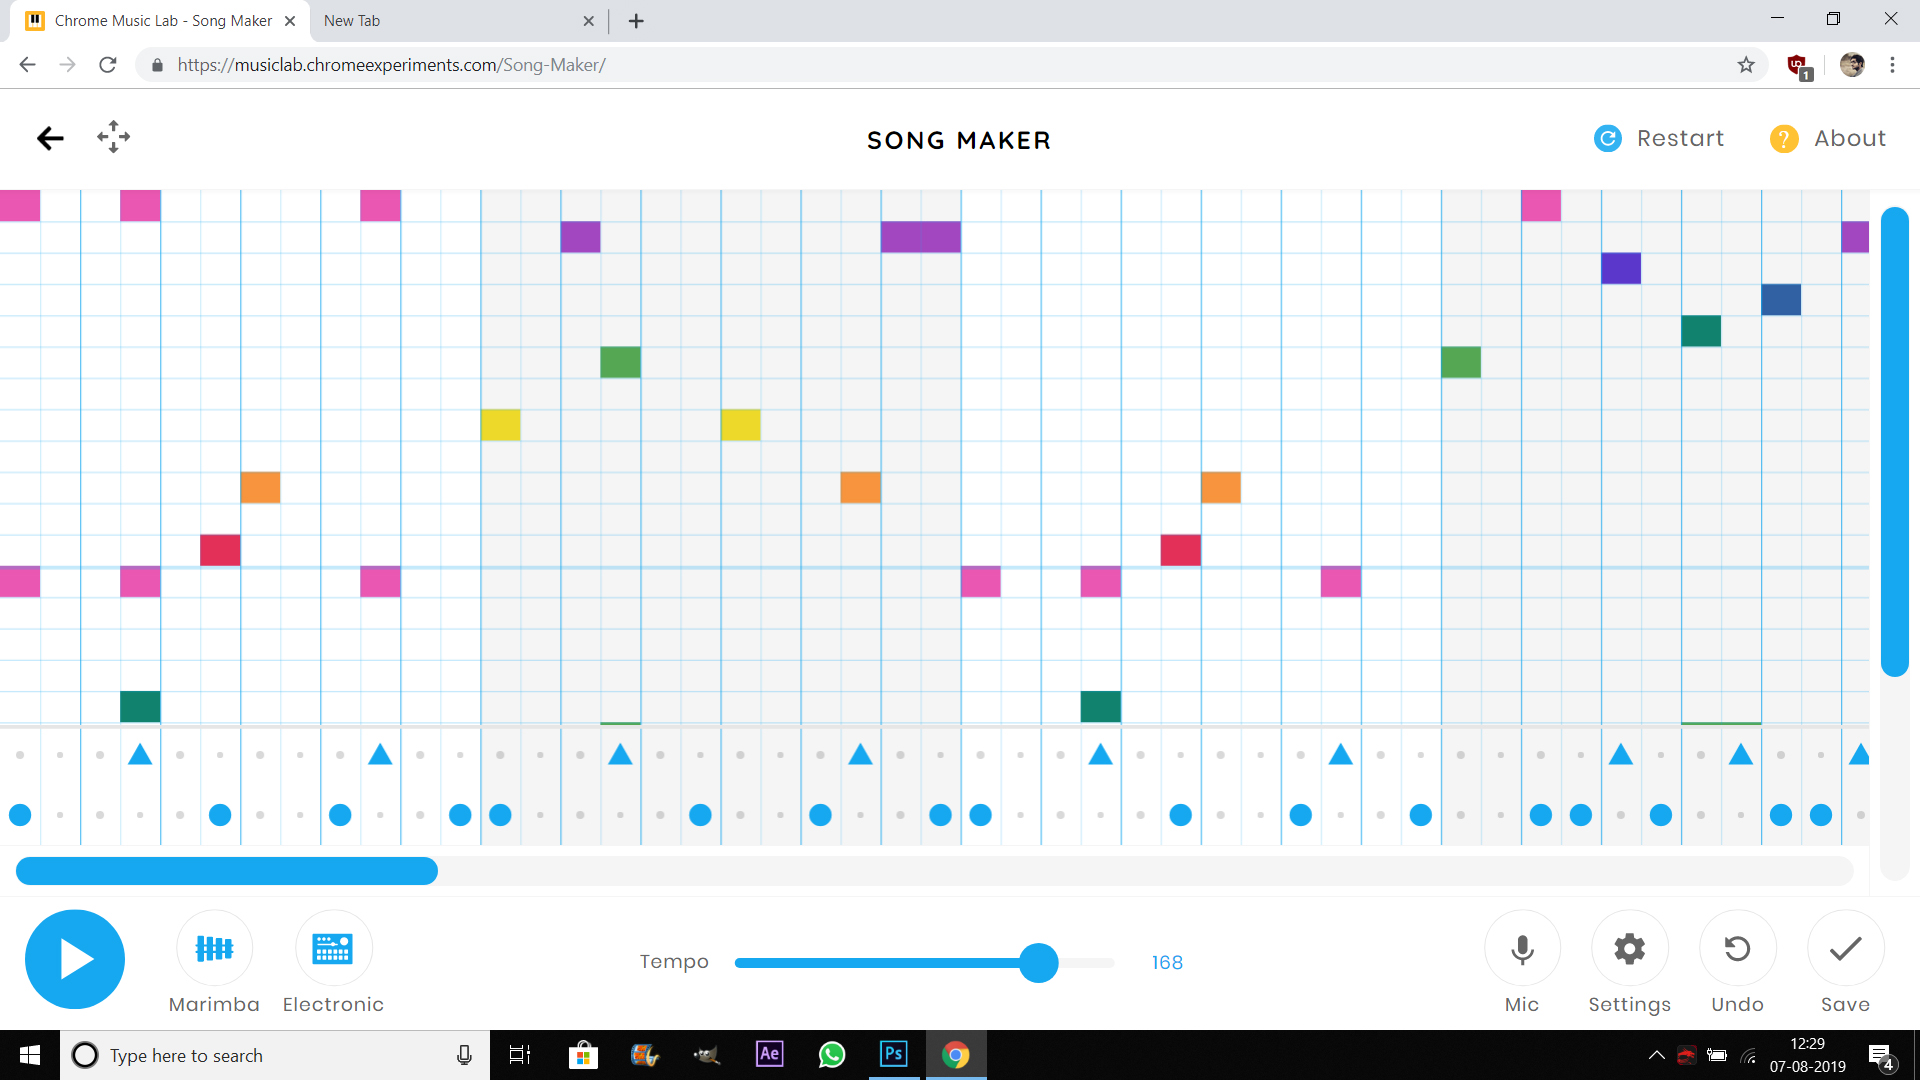 Chrome Music Lab - Song Maker
New Tab
https://musiclab.chromeexperiments.com/Song-Maker/
1
SONG MAKER
Restart
? About
Marimba
Electronic
Tempo
168
Mic
Settings
Undo
Save
Type here to search
Ae
Ps
12:29
07-08-2019
4